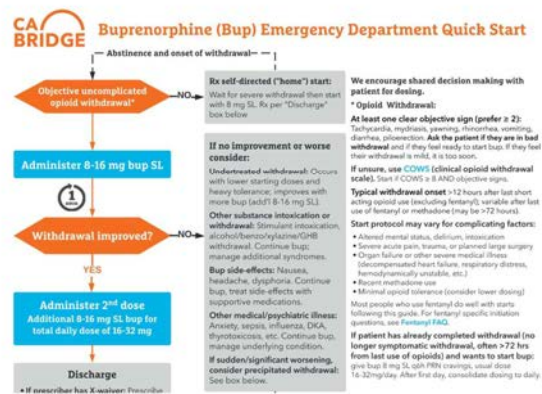 CA
BRIDGE
Buprenorphine (Bup) Emergency Department Quick Start
Abstinence and onset of withdrawal
Objective uncomplicated
opioid withdrawal*
NO
Rx self-directed ("home") start:
Wait for severe withdrawal then start
with 8 mg SL. Rx per "Discharge"
box below
Administer 8-16 mg bup SL
1
Withdrawal improved?
NO
YES
Administer 2nd dose
Additional 8-16 mg SL bup for
total daily dose of 16-32 mg
Discharge
• If prescriber has X-waiver: Prescribe
If no improvement or worse
consider:
Undertreated withdrawal: Occurs
with lower starting doses and
heavy tolerance; improves with
more bup (add'l 8-16 mg SL).
Other substance intoxication or
withdrawal: Stimulant intoxication,
alcohol/benzo/xylazine/GHB
withdrawal. Continue bup;
manage additional syndromes.
Bup side-effects: Nausea,
headache, dysphoria. Continue
bup, treat side-effects with
supportive medications.
Other medical/psychiatric illness:
Anxiety, sepsis, influenza, DKA,
thyrotoxicosis, etc. Continue bup,
manage underlying condition.
If sudden/significant worsening,
consider precipitated withdrawal:
See box below.
We encourage shared decision making with
patient for dosing.
* Opioid Withdrawal:
At least one clear objective sign (prefer ≥ 2):
Tachycardia, mydriasis, yawning, rhinorrhea, vomiting,
diarrhea, piloerection. Ask the patient if they are in bad
withdrawal and if they feel ready to start bup. If they feel
their withdrawal is mild, it is too soon.
If unsure, use COWS (clinical opioid withdrawal
scale). Start if COWS ≥ 8 AND objective signs.
Typical withdrawal onset >12 hours after last short
acting opioid use (excluding fentanyl); variable after last
use of fentanyl or methadone (may be >72 hours).
Start protocol may vary for complicating factors:
• Altered mental status, delirium, intoxication
• Severe acute pain, trauma, or planned large surgery
• Organ failure or other severe medical illness
(decompensated heart failure, respiratory distress,
hemodynamically unstable, etc.)
• Recent methadone use
• Minimal opioid tolerance (consider lower dosing)
Most people who use fentanyl do well with starts
following this guide. For fentanyl specific initiation
questions, see Fentanyl FAQ.
If patient has already completed withdrawal (no
longer symptomatic withdrawal, often >72 hrs
from last use of opioids) and wants to start bup:
give bup 8 mg SL q6h PRN cravings, usual dose
16-32mg/day. After first day, consolidate dosing to daily.